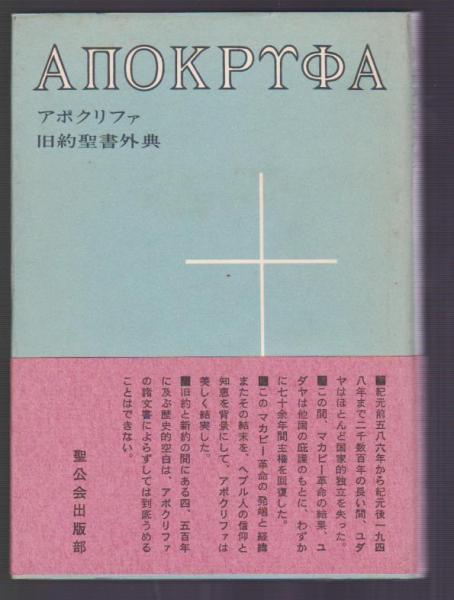 ΑΠΟΚΡΥΦΑ
アポクリファ
旧約聖書外典
■紀元前五八六年から紀元後一九四
八年まで二千数百年の長い間、ユダ
ヤはほとんど国家的独立を失った。
■この間、マカビー革命の結果、ユ
ダヤは他国の庇護のもとに、わずか
に七十余年間主権を回復した。
■このマカビー革命の発端と経緯
またその結末を、ヘブル人の信仰と
知恵を背景にして、アポクリファは
美しく結実した。
■旧約と新約の間にある四、五百年
に及ぶ歴史的空白は、アポクリファ
の諸文書によらずしては到底うめる
ことはできない。
聖公会出版部